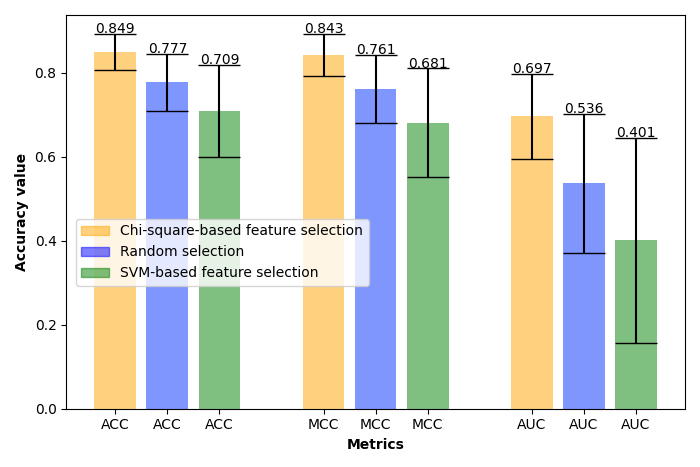 0.849
0.777
0.709
0.843
0.761
0.681
0.697
0.536
0.401
0.8
0.6
0.4
0.2
0.0
Accuracy value
Chi-square-based feature selection
Random selection
SVM-based feature selection
ACC ACC ACC MCC MCC MCC AUC AUC AUC
Metrics